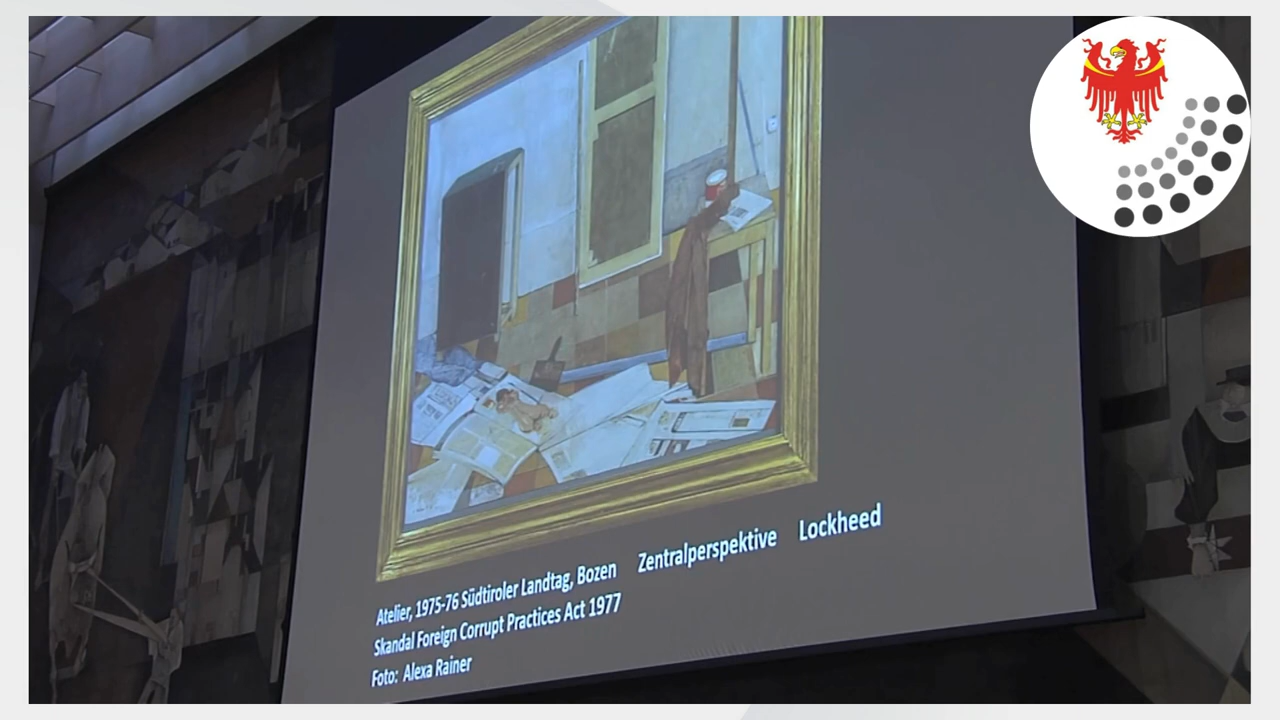 Atelier, 1975-76 Südtiroler Landtag, Bozen Zentralperspektive Lockheed
Skandal Foreign Corrupt Practices Act 1977
Foto: Alexa Rainer